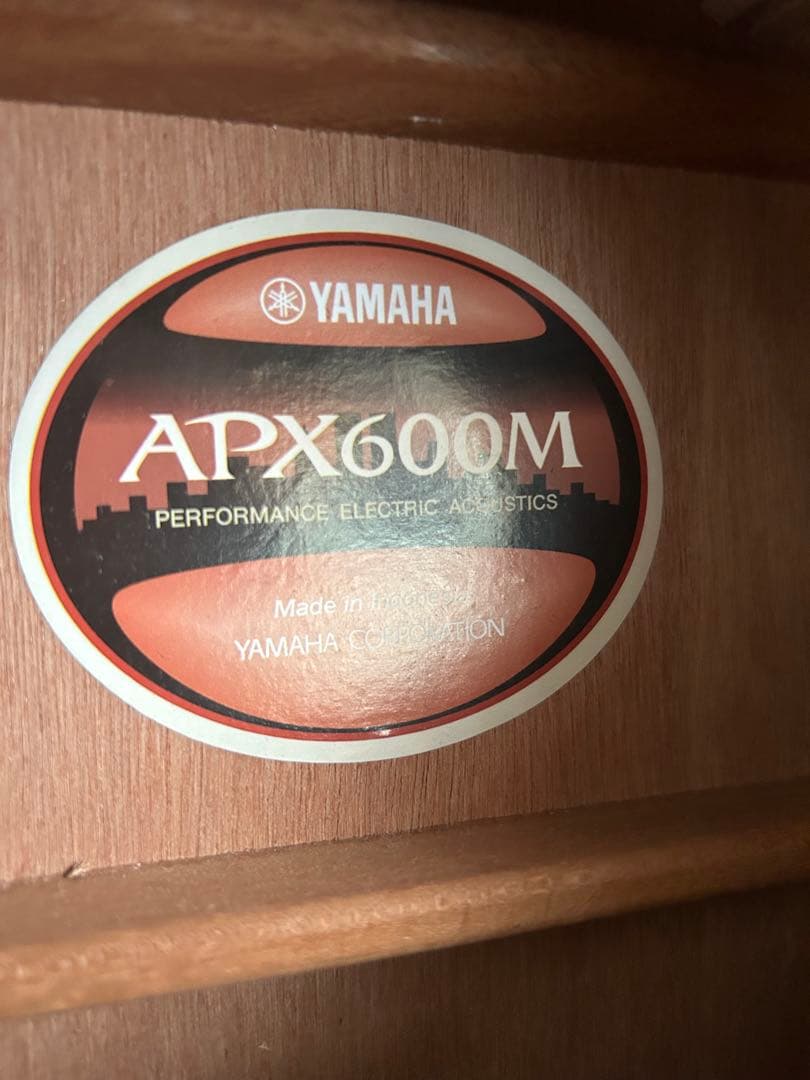 YAMAHA
APX600M
PERFORMANCE ELECTRIC ACOUSTICS
Made in Indonesia
YAMAHA CORPORATION